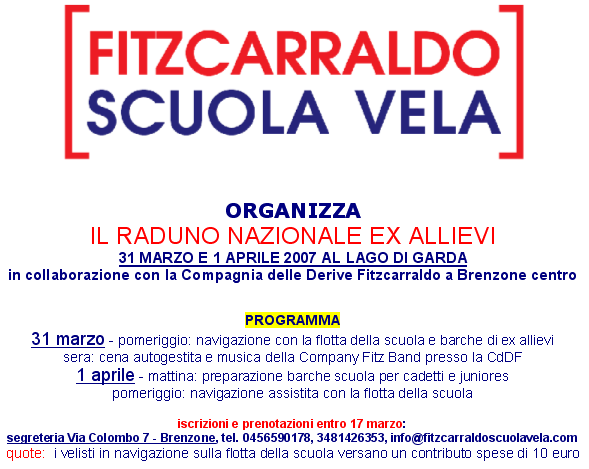 FITZCARRALDO
SCUOLA VELA
ORGANIZZA
IL RADUNO NAZIONALE EX ALLIEVI
31 MARZO E 1 APRILE 2007 AL LAGO DI GARDA
in collaborazione con la Compagnia delle Derive Fitzcarraldo a Brenzone centro
PROGRAMMA
31 marzo - pomeriggio: navigazione con la flotta della scuola e barche di ex allievi
sera: cena autogestita e musica della Company Fitz Band presso la CdDF
1 aprile - mattina: preparazione barche scuola per cadetti e juniores
pomeriggio: navigazione assistita con la flotta della scuola
iscrizioni e prenotazioni entro 17 marzo:
segreteria Via Colombo 7 - Brenzone, tel. 0456590178, 3481426353, info@fitzcarraldoscuolavela.com
quote: i velisti in navigazione sulla flotta della scuola versano un contributo spese di 10 euro